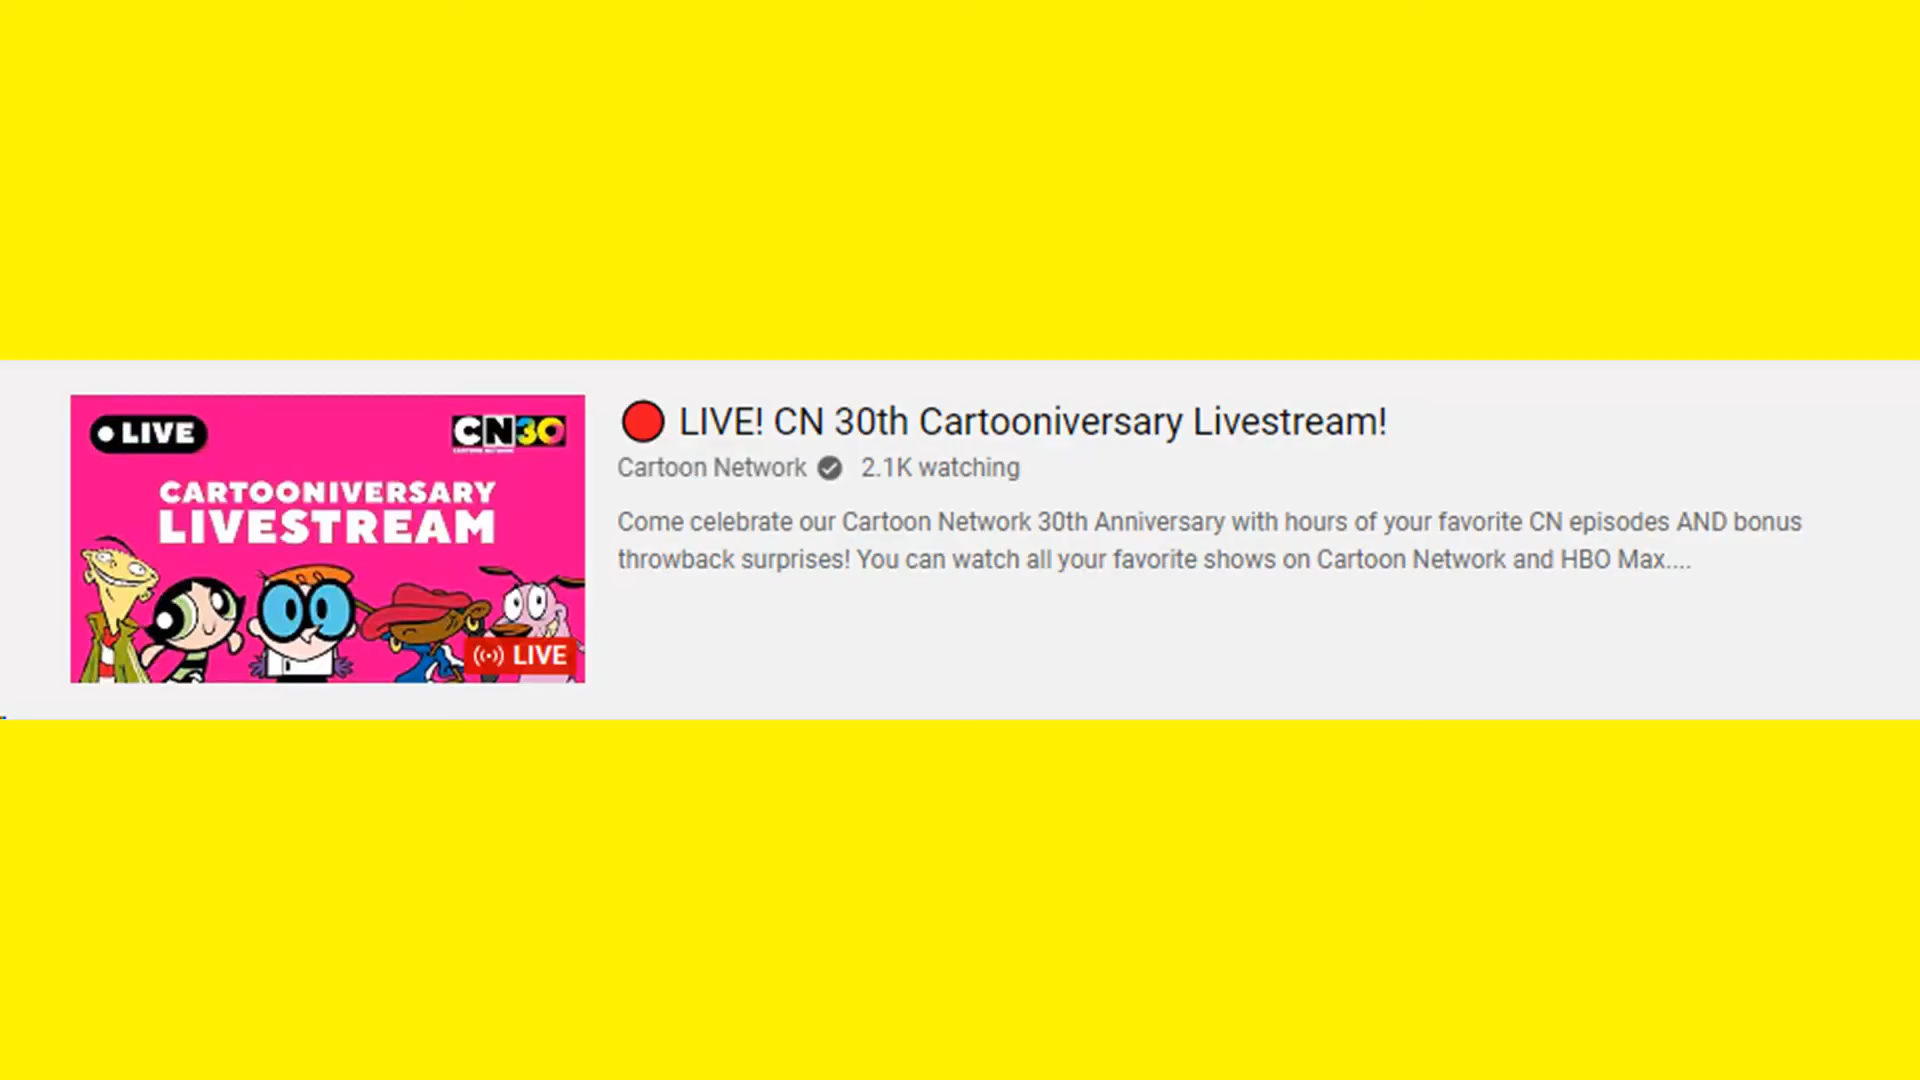 LIVE
CN30
CARTOON NETWORK
CARTOONIVERSARY
LIVESTREAM
LIVE
🔴 LIVE! CN 30th Cartooniversary Livestream!
Cartoon Network 2.1K watching
Come celebrate our Cartoon Network 30th Anniversary with hours of your favorite CN episodes AND bonus
throwback surprises! You can watch all your favorite shows on Cartoon Network and HBO Max....